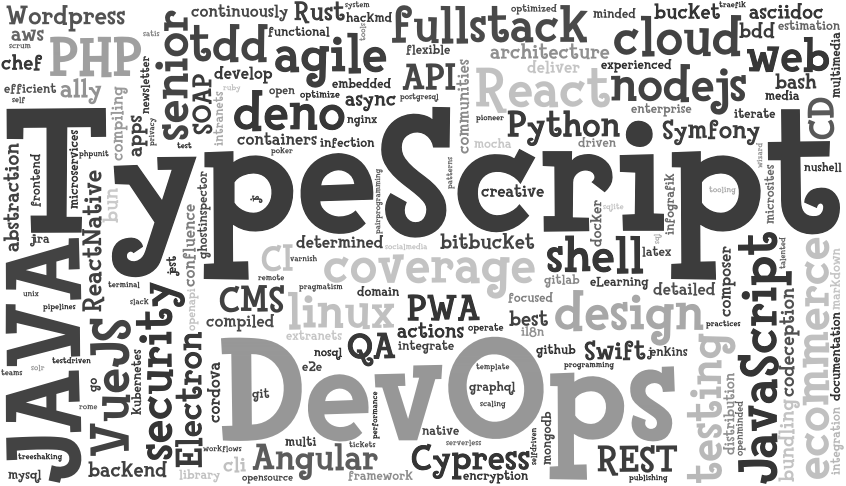 Wordpress
continuously
Rust
system
hackmd
optimized
minded
bucket
traefik
asciidoc
aws
satis
functional
tools
fullstack
bdd
estimation
scrum
PHP
senior
tdd
agile
flexible
architecture
cloud
web
multimedia
chef
newsletter
develop
embedded
API
communities
deliver
experienced
nodejs
bash
efficient
ally
compiling
SOAP
ruby
open
optimize
async
postgresql
React
enterprise
media
self
apps
privacy
intranets
deno
nginx
pioneer
Python
Symfony
iterate
CD
TypeScript
microservices
phpunit
test
containers
infection
poker
mocha
driven
wizard
nushell
abstraction
frontend
patterns
creative
tooling
microsites
JAVA
ReactNative
bun
ghostinspector
pairprogramming
docker
sqlite
infografik
jra
confluence
determined
socialmedia
bitbucket
shell
sql
latex
composer
JavaScript
talented
ecommerce
jest
CI
varnish
coverage
gitlab
eLearning
detailed
markdown
unix
terminal
openapi
remote
pragmatism
domain
focused
pipelines
slack
CMS
linux
PWA
best
design
practices
codeception
documentation
VueJS
security
compiled
extranets
actions
operate
i18n
testdriven
kubernetes
Electron
nosql
QA
integrate
github
Swift
jenkins
testing
distribution
teams
solr
go
cordova
DevOps
e2e
template
programming
rome
git
graphql
scaling
performance
openminded
bundling
integration
native
mongodb
treeshaking
workflows
multi
tickets
serverless
selfdriven
mysql
backend
library
cli
Angular
Cypress
REST
opensource
framework
encryption
publishing